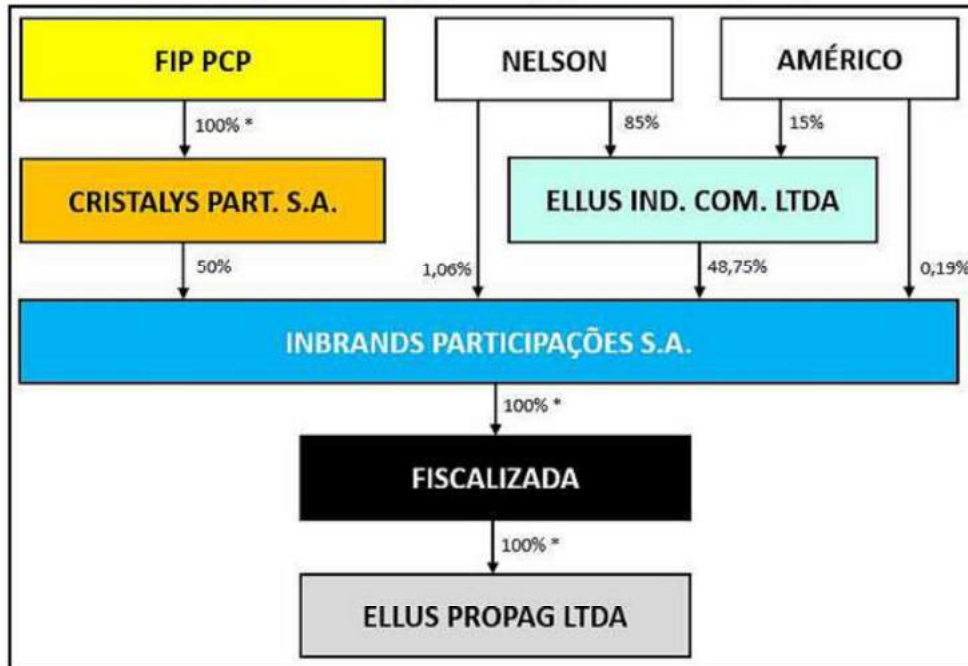 FIP PCP
NELSON
AMÉRICO
100% *
85%
15%
CRISTALYS PART. S.A.
ELLUS IND. COM. LTDA
50%
1,06%
48,75%
0,19%
INBRANDS PARTICIPAÇÕES S.A.
100% *
FISCALIZADA
100% *
ELLUS PROPAG LTDA